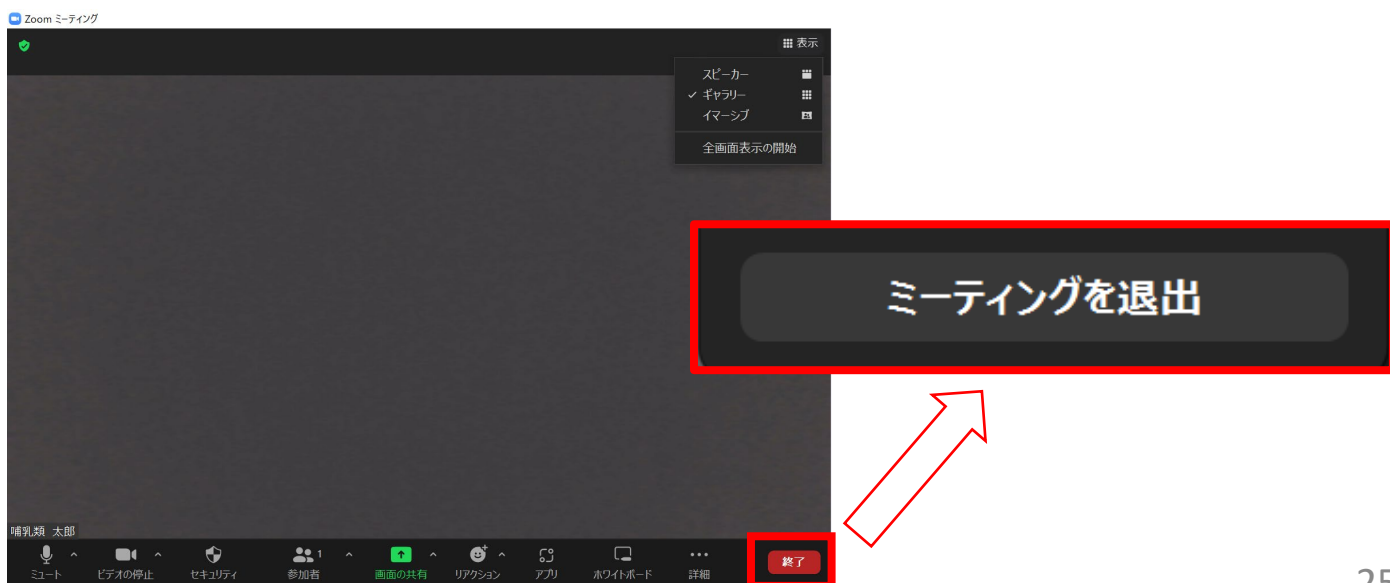 Zoom ミーティング
表示
スピーカー
ギャラリー
イマーシブ
全画面表示の開始
ミーティングを退出
哺乳類 太郎
1
ミュート ビデオの停止 セキュリティ 参加者 画面の共有 リアクション アプリ ホワイトボード 詳細 終了
25